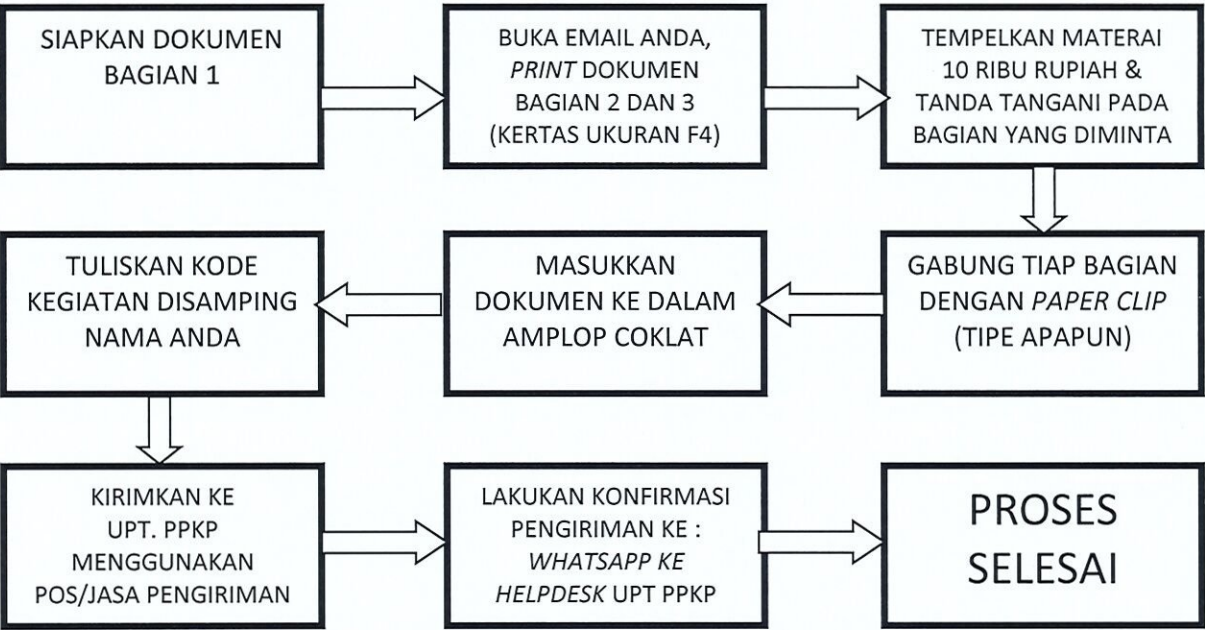 SIAPKAN DOKUMEN
BAGIAN 1
BUKA EMAIL ANDA,
PRINT DOKUMEN
BAGIAN 2 DAN 3
(KERTAS UKURAN F4)
TEMPELKAN MATERAI
10 RIBU RUPIAH &
TANDA TANGANI PADA
BAGIAN YANG DIMINTA
GABUNG TIAP BAGIAN
DENGAN PAPER CLIP
(TIPE APAPUN)
MASUKKAN
DOKUMEN KE DALAM
AMPLOP COKLAT
TULISKAN KODE
KEGIATAN DISAMPING
NAMA ANDA
KIRIMKAN KE
UPT. PPKP
MENGGUNAKAN
POS/JASA PENGIRIMAN
LAKUKAN KONFIRMASI
PENGIRIMAN KE :
WHATSAPP KE
HELPDESK UPT PPKP
PROSES
SELESAI